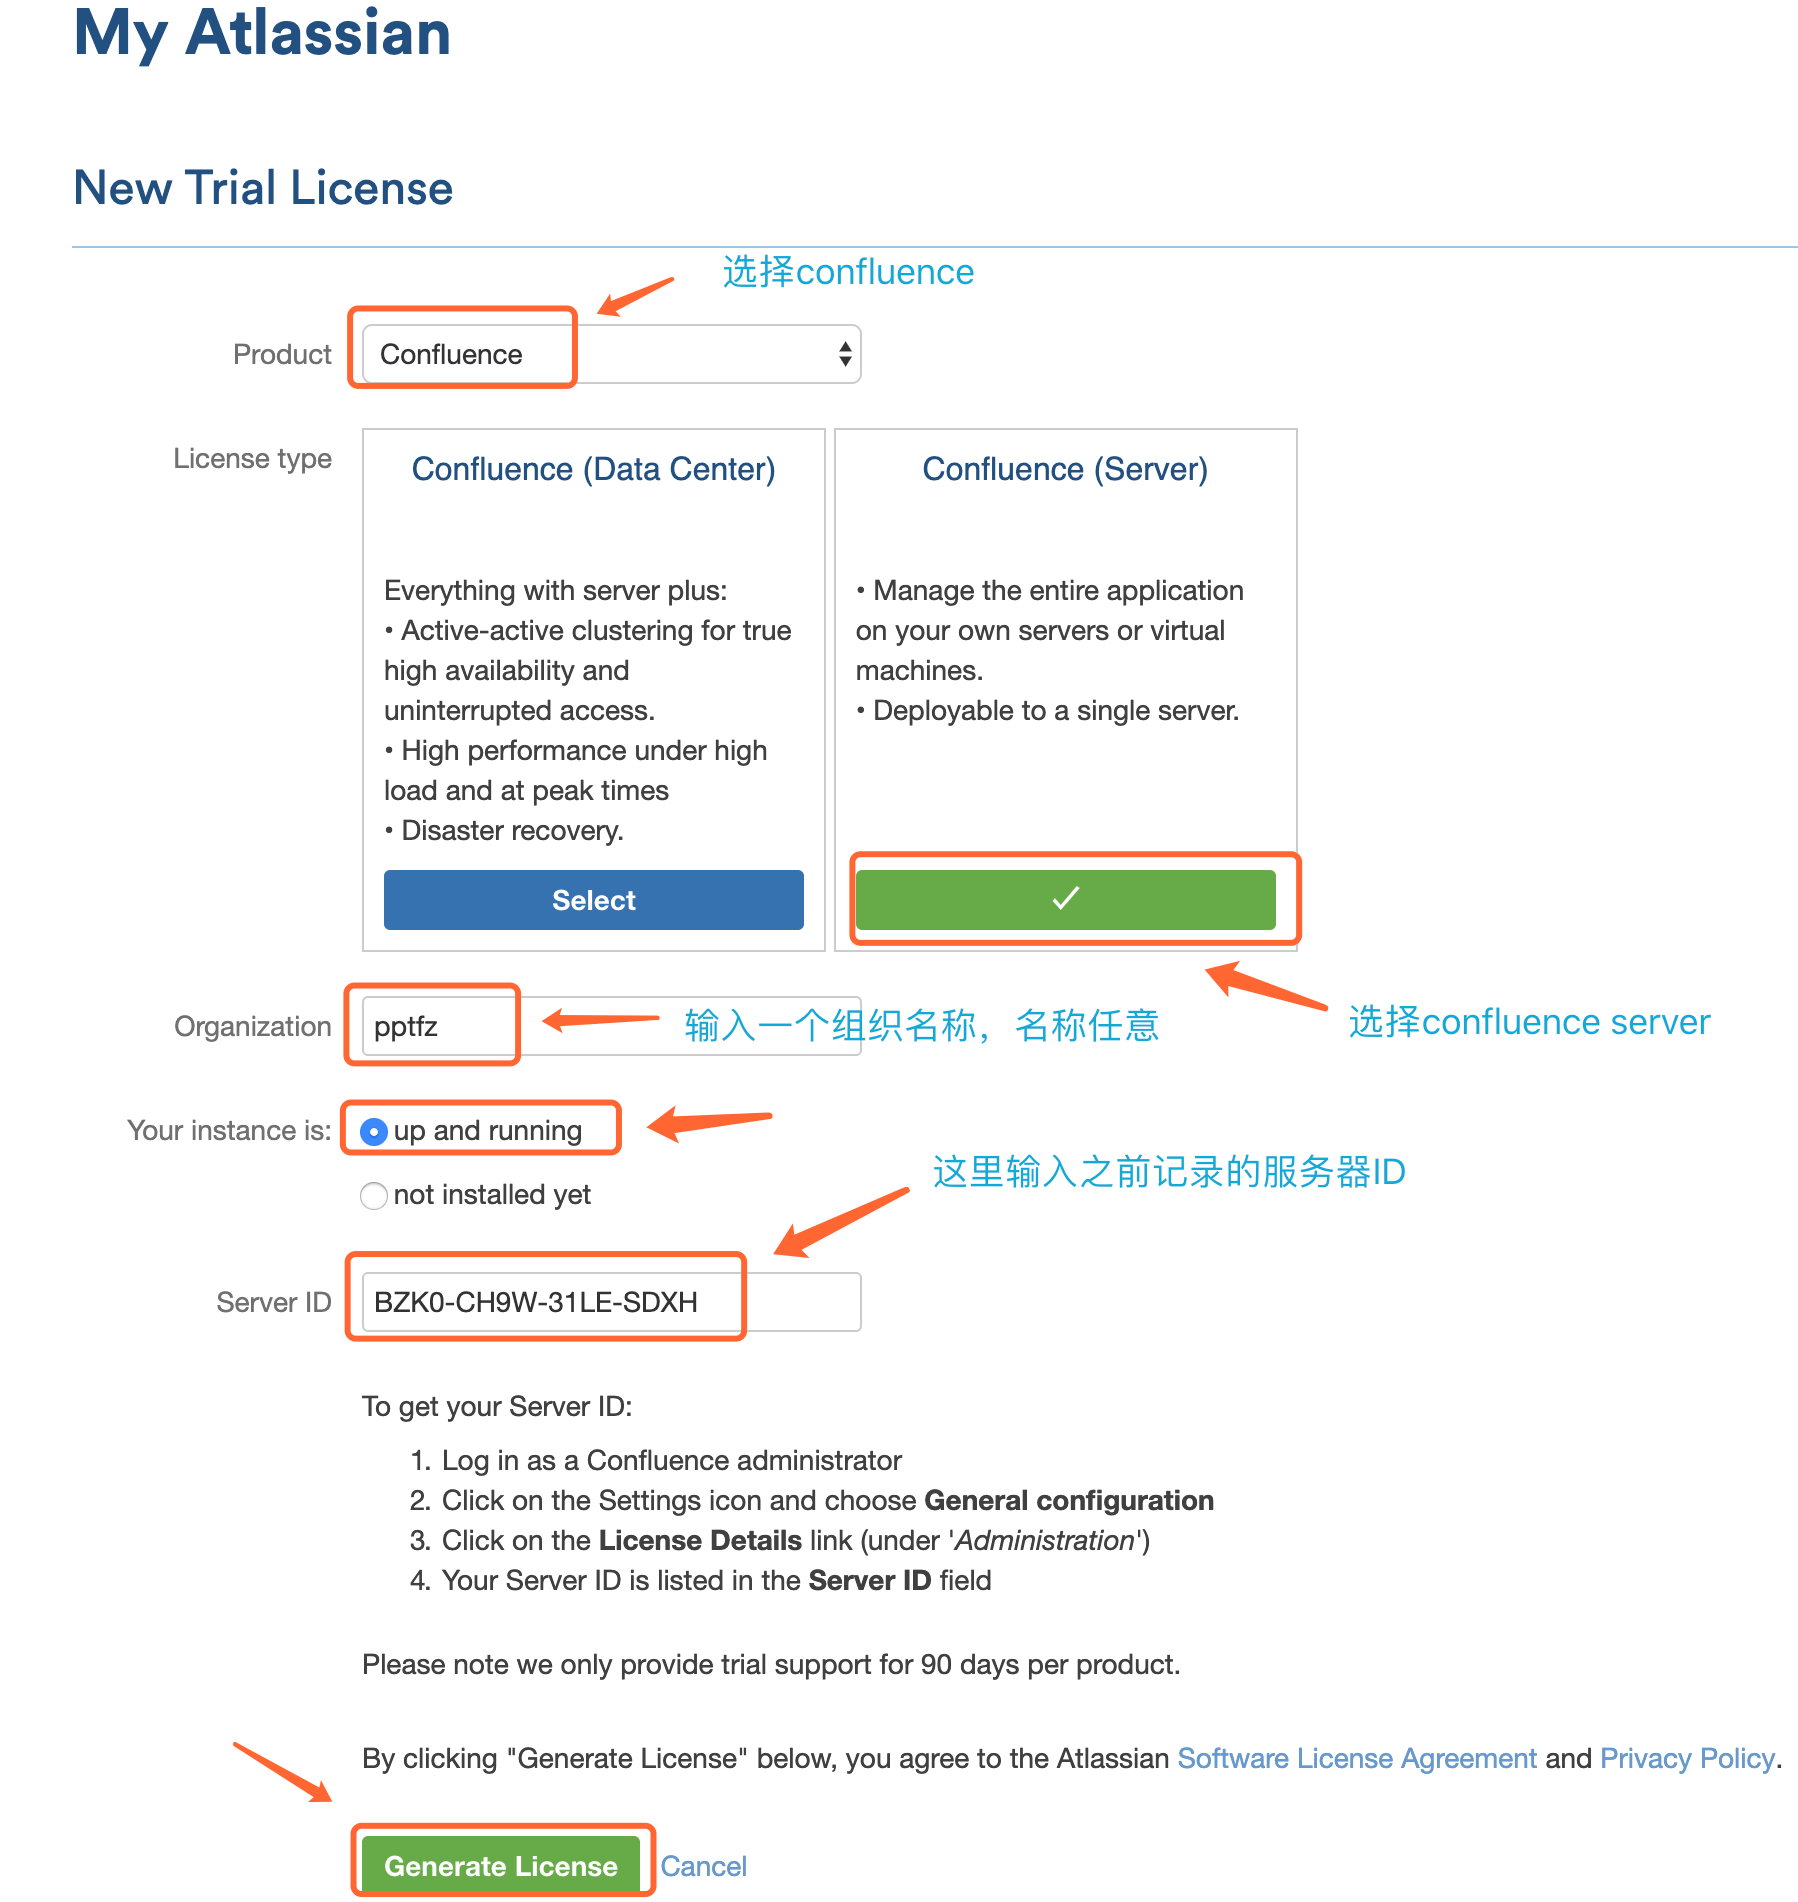 My Atlassian
New Trial License
选择confluence
Product
Confluence
License type
Confluence (Data Center)
Everything with server plus:
• Active-active clustering for true
high availability and
uninterrupted access.
• High performance under high
load and at peak times
• Disaster recovery.
Select
Confluence (Server)
• Manage the entire application
on your own servers or virtual
machines.
• Deployable to a single server.
选择confluence server
Organization
pptfz
输入一个组织名称，名称任意
Your instance is:
up and running
not installed yet
这里输入之前记录的服务器ID
Server ID
BZK0-CH9W-31LE-SDXH
To get your Server ID:
1. Log in as a Confluence administrator
2. Click on the Settings icon and choose General configuration
3. Click on the License Details link (under 'Administration')
4. Your Server ID is listed in the Server ID field
Please note we only provide trial support for 90 days per product.
By clicking "Generate License" below, you agree to the Atlassian Software License Agreement and Privacy Policy.
Generate License
Cancel